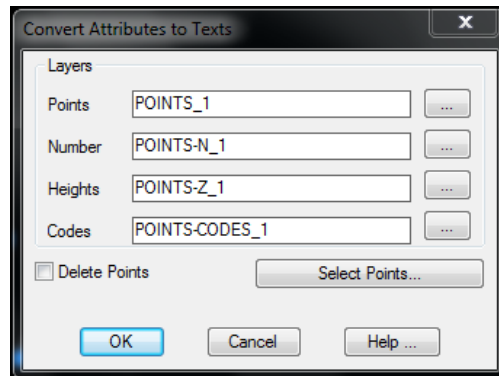 Convert Attributes to Texts
X
Layers
Points POINTS_1 ...
Number POINTS-N_1 ...
Heights POINTS-Z_1 ...
Codes POINTS-CODES_1 ...
Delete Points Select Points...
OK Cancel Help ...